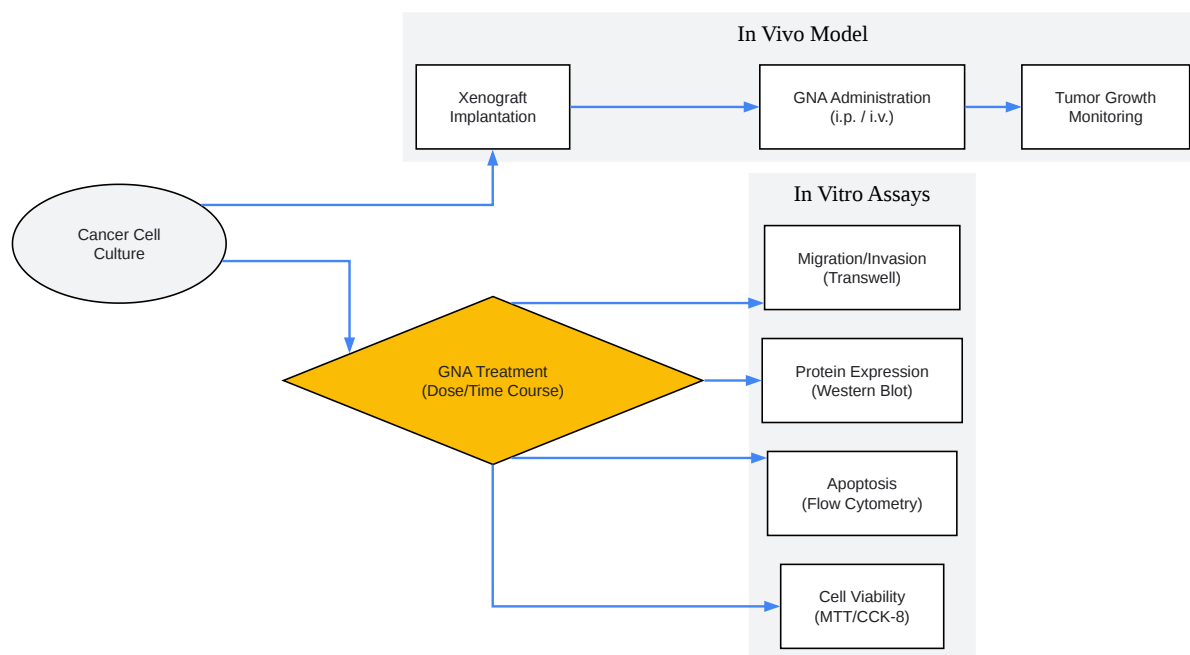 In Vivo Model
Xenograft
Implantation
GNA Administration
(i.p. / i.v.)
Tumor Growth
Monitoring
Cancer Cell
Culture
GNA Treatment
(Dose/Time Course)
In Vitro Assays
Migration/Invasion
(Transwell)
Protein Expression
(Western Blot)
Apoptosis
(Flow Cytometry)
Cell Viability
(MTT/CCK-8)